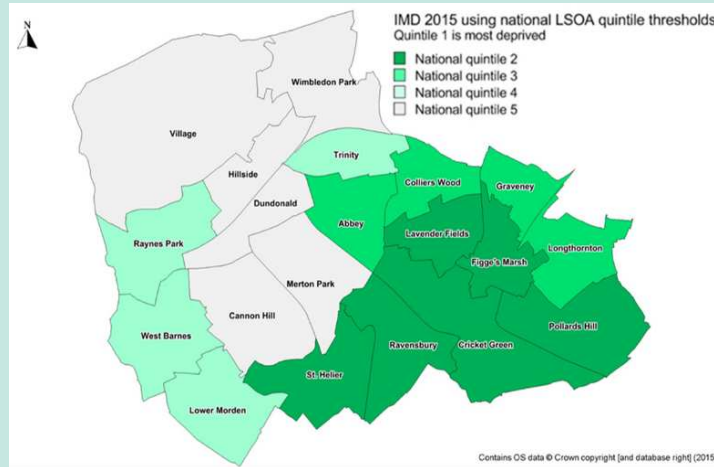 IMD 2015 using national LSOA quintile thresholds
Quintile 1 is most deprived
National quintile 2
National quintile 3
National quintile 4
National quintile 5
N
Wimbledon Park
Village
Trinity
Hillside
Colliers Wood
Graveney
Dundonald
Abbey
Lavender Fields
Raynes Park
Longthornton
Figge's Marsh
Merton Park
Cannon Hill
Pollards Hill
West Barnes
Ravensbury
Cricket Green
St. Helier
Lower Morden
Contains OS data © Crown copyright [and database right] (2015